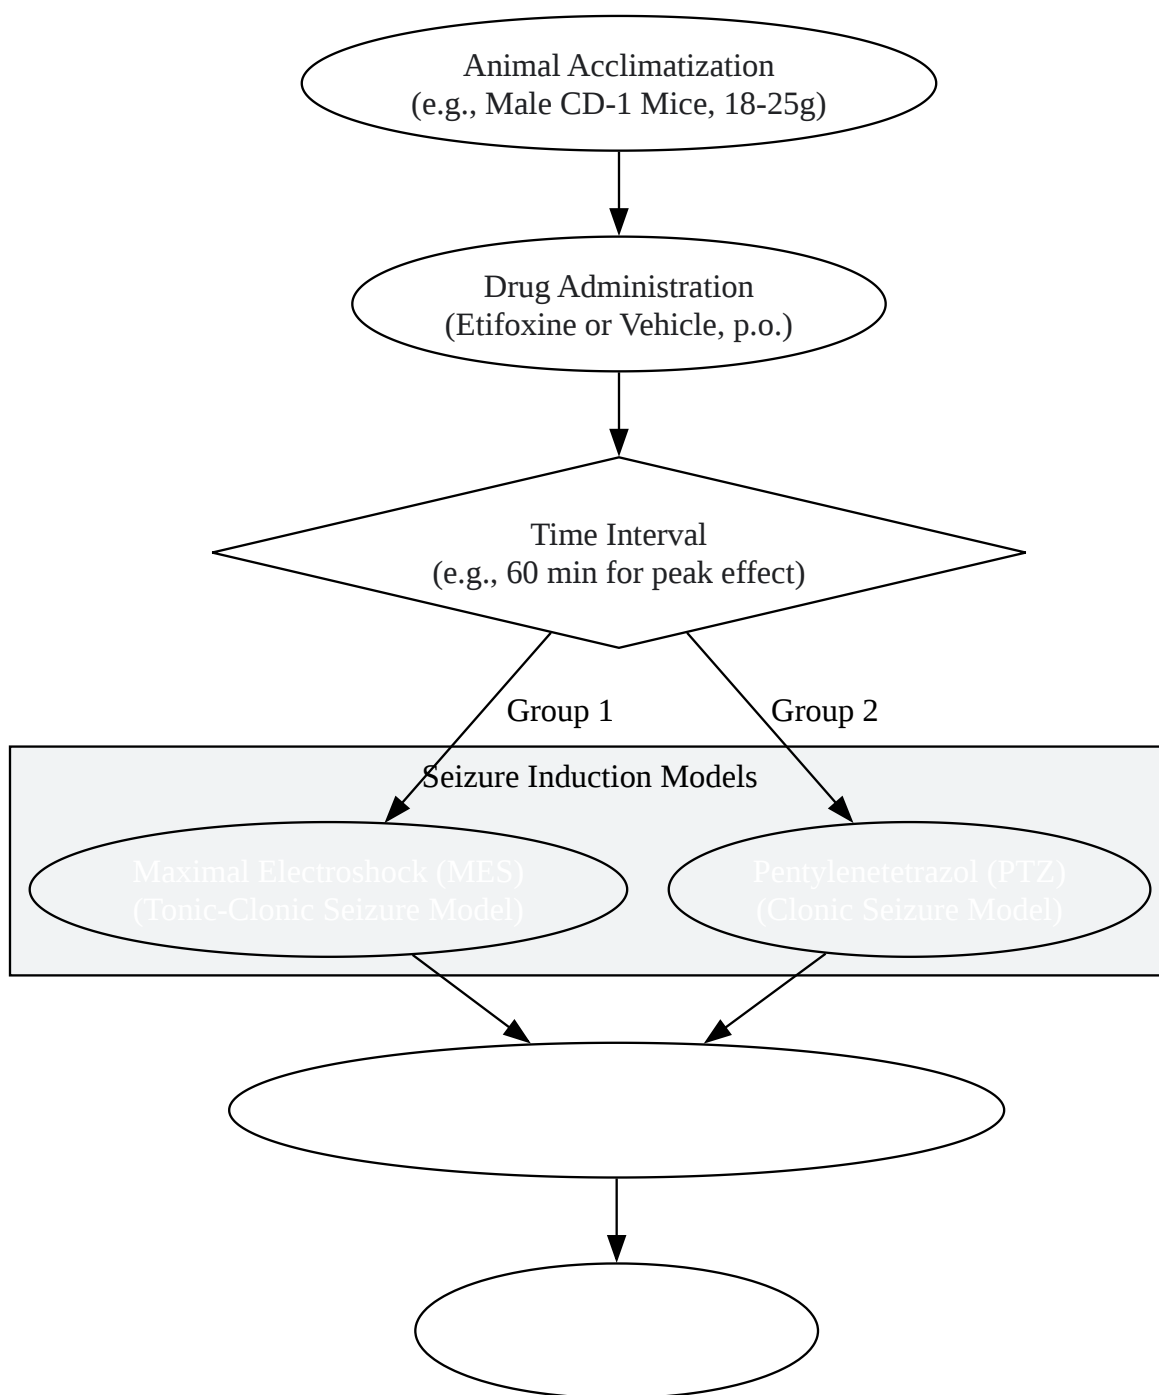 Animal Acclimatization
(e.g., Male CD-1 Mice, 18-25g)
Drug Administration
(Etifoxine or Vehicle, p.o.)
Time Interval
(e.g., 60 min for peak effect)
Group 1
Group 2
Seizure Induction Models
Maximal Electroshock (MES)
(Tonic-Clonic Seizure Model)
Pentylenetetrazol (PTZ)
(Clonic Seizure Model)